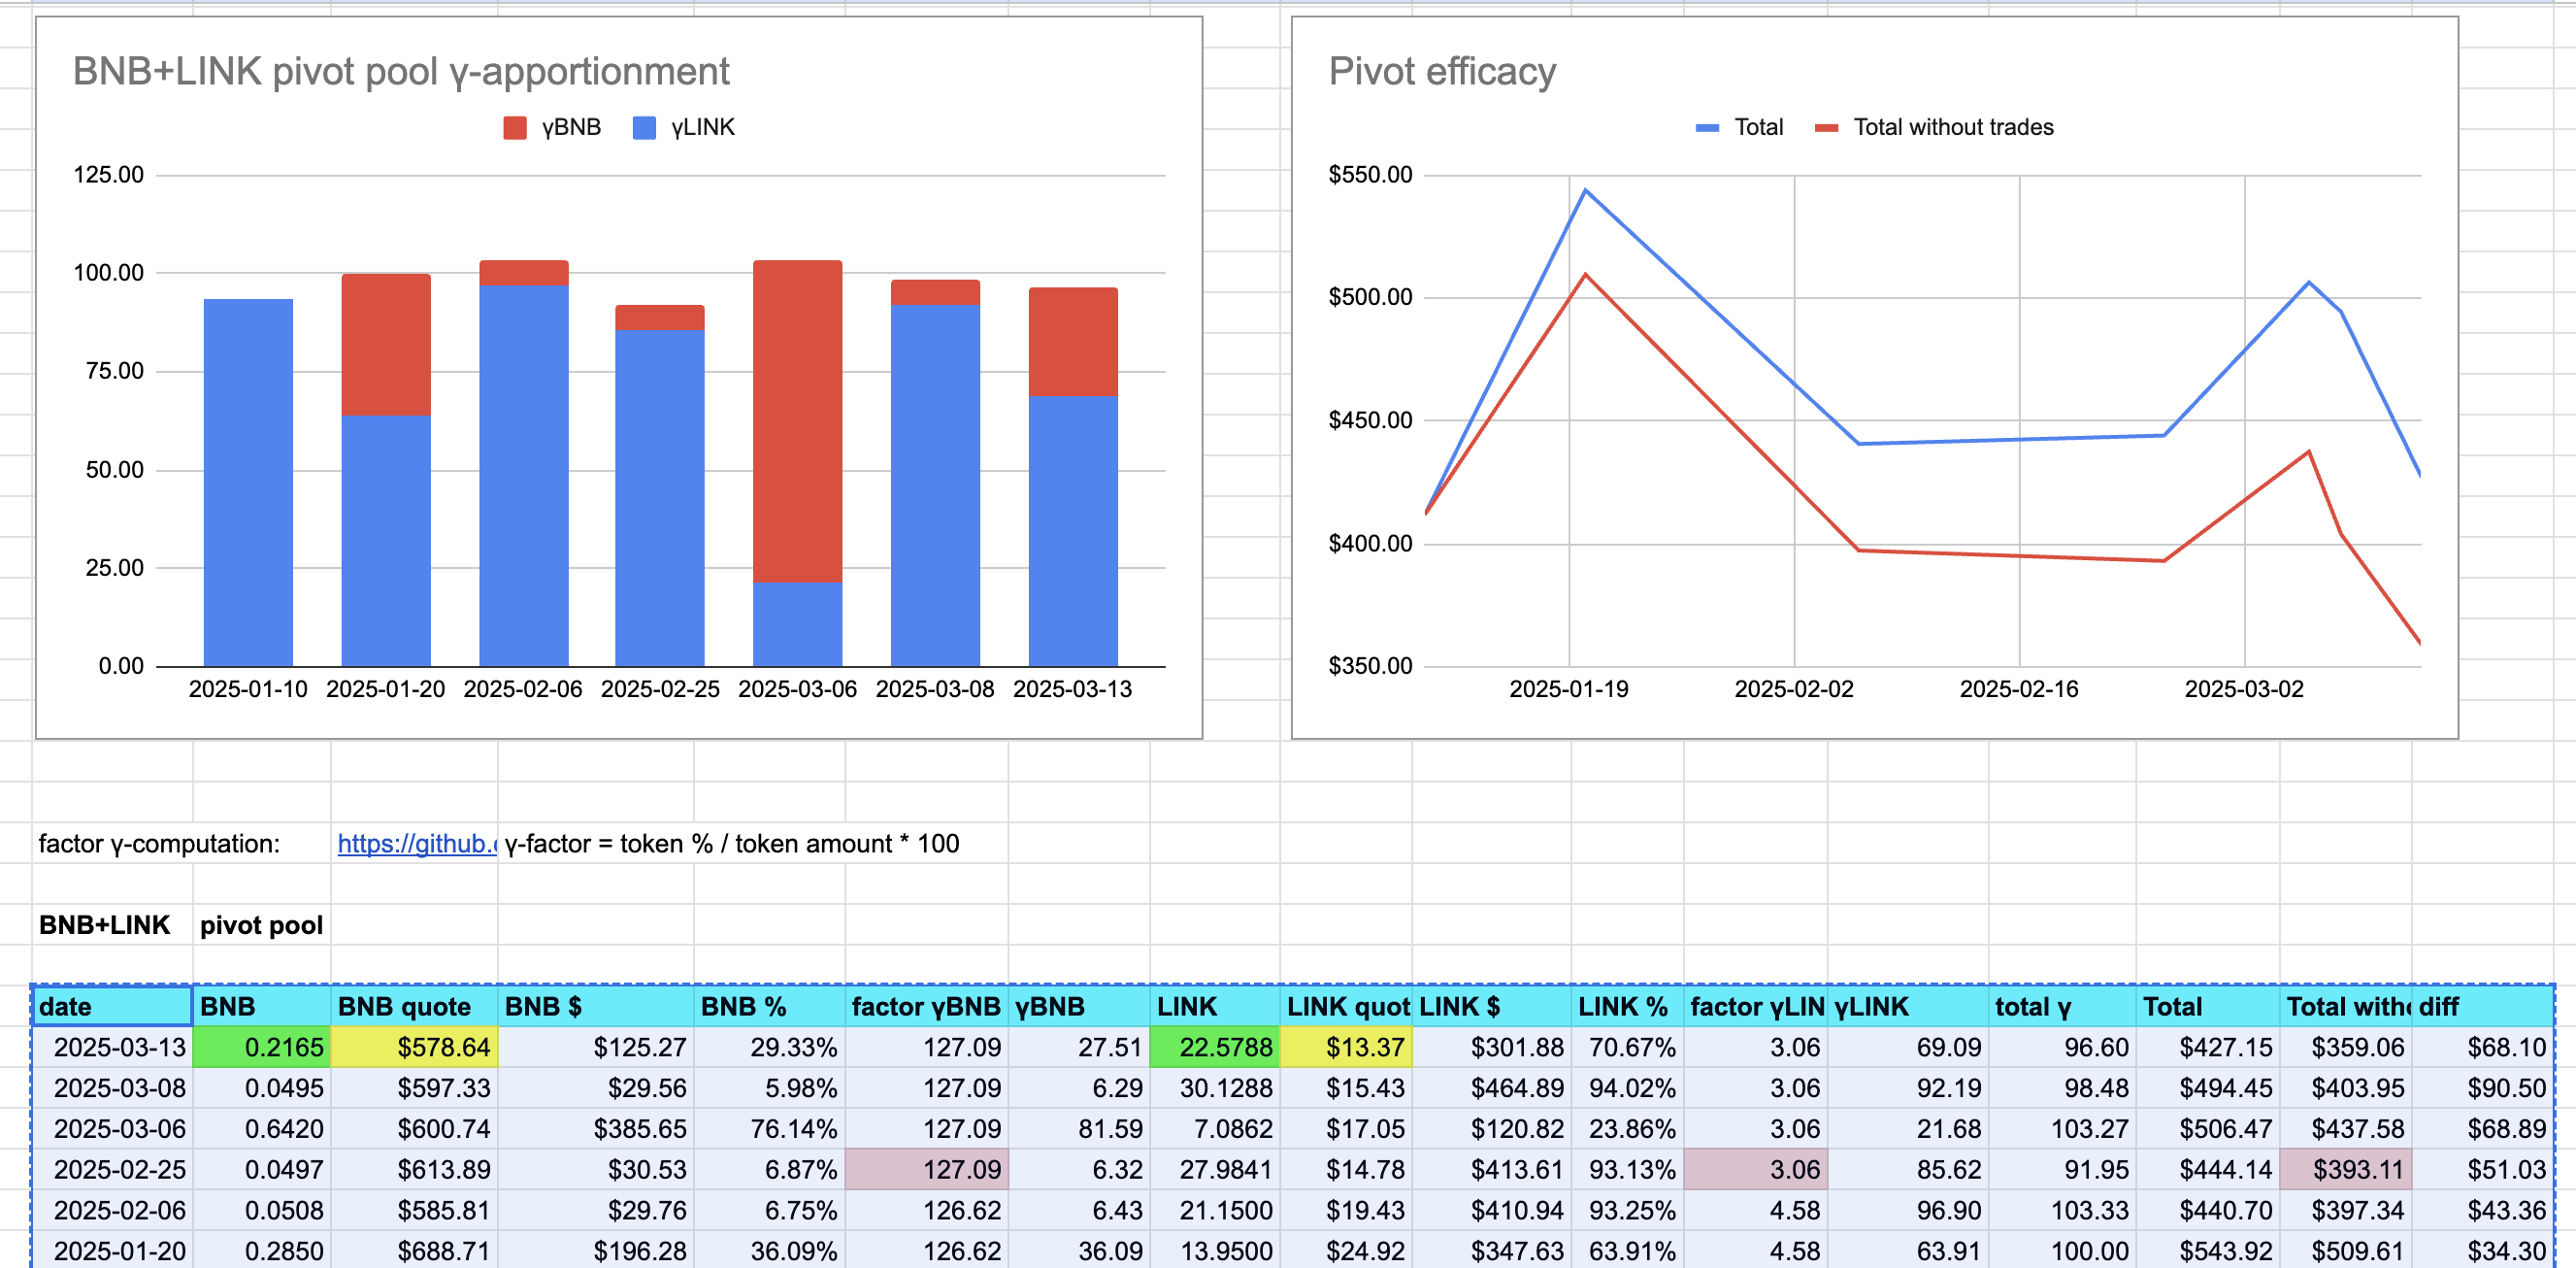 BNB+LINK pivot pool γ-apportionment
γBNB γLINK
125.00
100.00
75.00
50.00
25.00
0.00
2025-01-10 2025-01-20 2025-02-06 2025-02-25 2025-03-06 2025-03-08 2025-03-13
Pivot efficacy
Total Total without trades
$550.00
$500.00
$450.00
$400.00
$350.00
2025-01-19 2025-02-02 2025-02-16 2025-03-02
factor γ-computation: https://github. γ-factor = token % / token amount * 100
BNB+LINK pivot pool
date BNB BNB quote BNB $ BNB % factor γBNB γBNB LINK LINK quot LINK $ LINK % factor γLIN γLINK total γ Total Total with diff
2025-03-13 0.2165 $578.64 $125.27 29.33% 127.09 27.51 22.5788 $13.37 $301.88 70.67% 3.06 69.09 96.60 $427.15 $359.06 $68.10
2025-03-08 0.0495 $597.33 $29.56 5.98% 127.09 6.29 30.1288 $15.43 $464.89 94.02% 3.06 92.19 98.48 $494.45 $403.95 $90.50
2025-03-06 0.6420 $600.74 $385.65 76.14% 127.09 81.59 7.0862 $17.05 $120.82 23.86% 3.06 21.68 103.27 $506.47 $437.58 $68.89
2025-02-25 0.0497 $613.89 $30.53 6.87% 127.09 6.32 27.9841 $14.78 $413.61 93.13% 3.06 85.62 91.95 $444.14 $393.11 $51.03
2025-02-06 0.0508 $585.81 $29.76 6.75% 126.62 6.43 21.1500 $19.43 $410.94 93.25% 4.58 96.90 103.33 $440.70 $397.34 $43.36
2025-01-20 0.2850 $688.71 $196.28 36.09% 126.62 36.09 13.9500 $24.92 $347.63 63.91% 4.58 63.91 100.00 $543.92 $509.61 $34.30